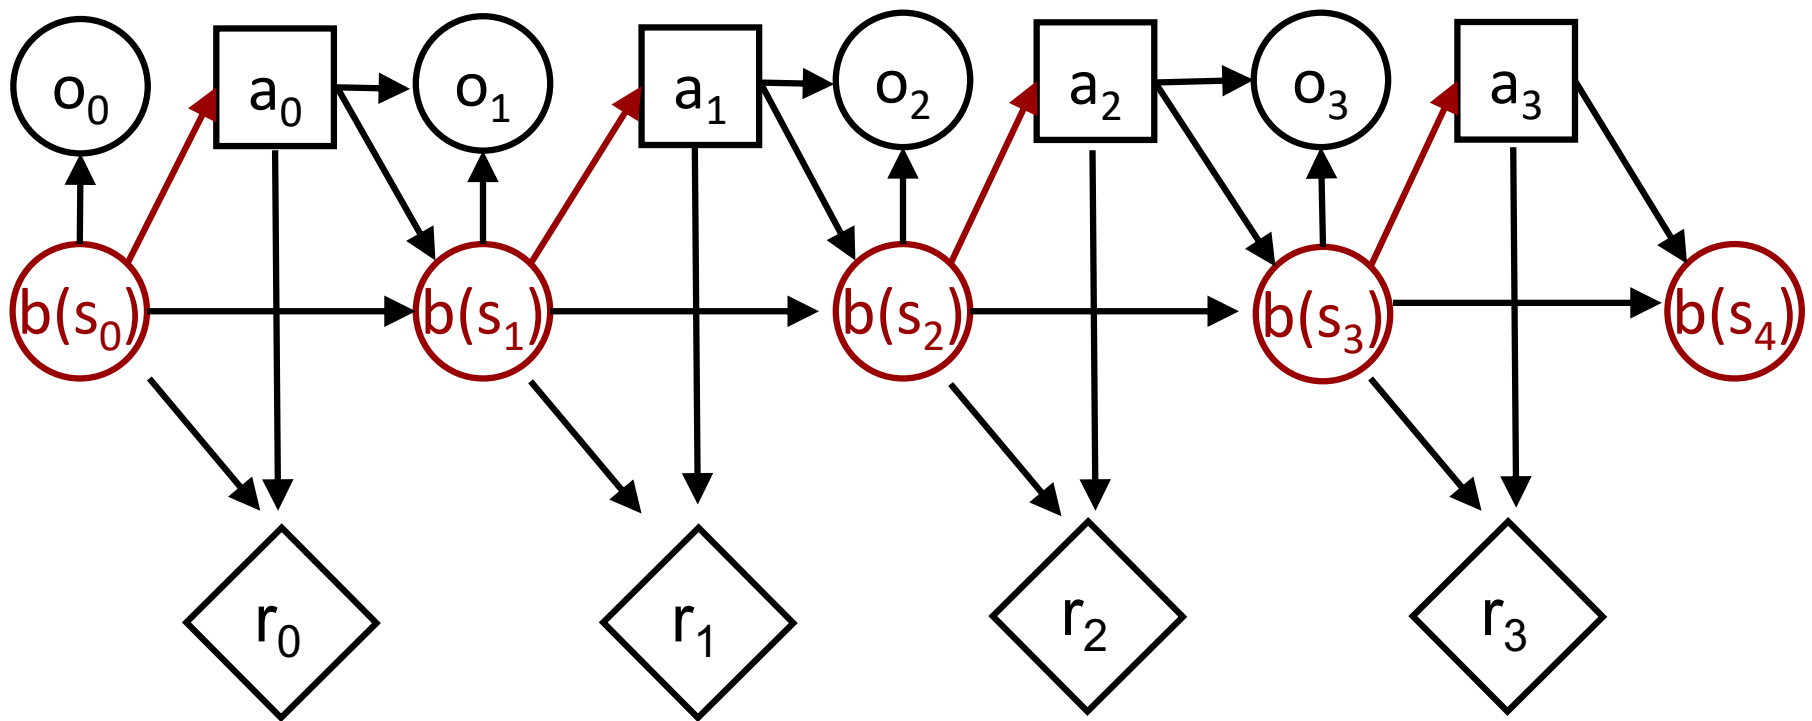 o₀ a₀ o₁ a₁ o₂ a₂ o₃ a₃
b(s₀) b(s₁) b(s₂) b(s₃) b(s₄)
r₀ r₁ r₂ r₃